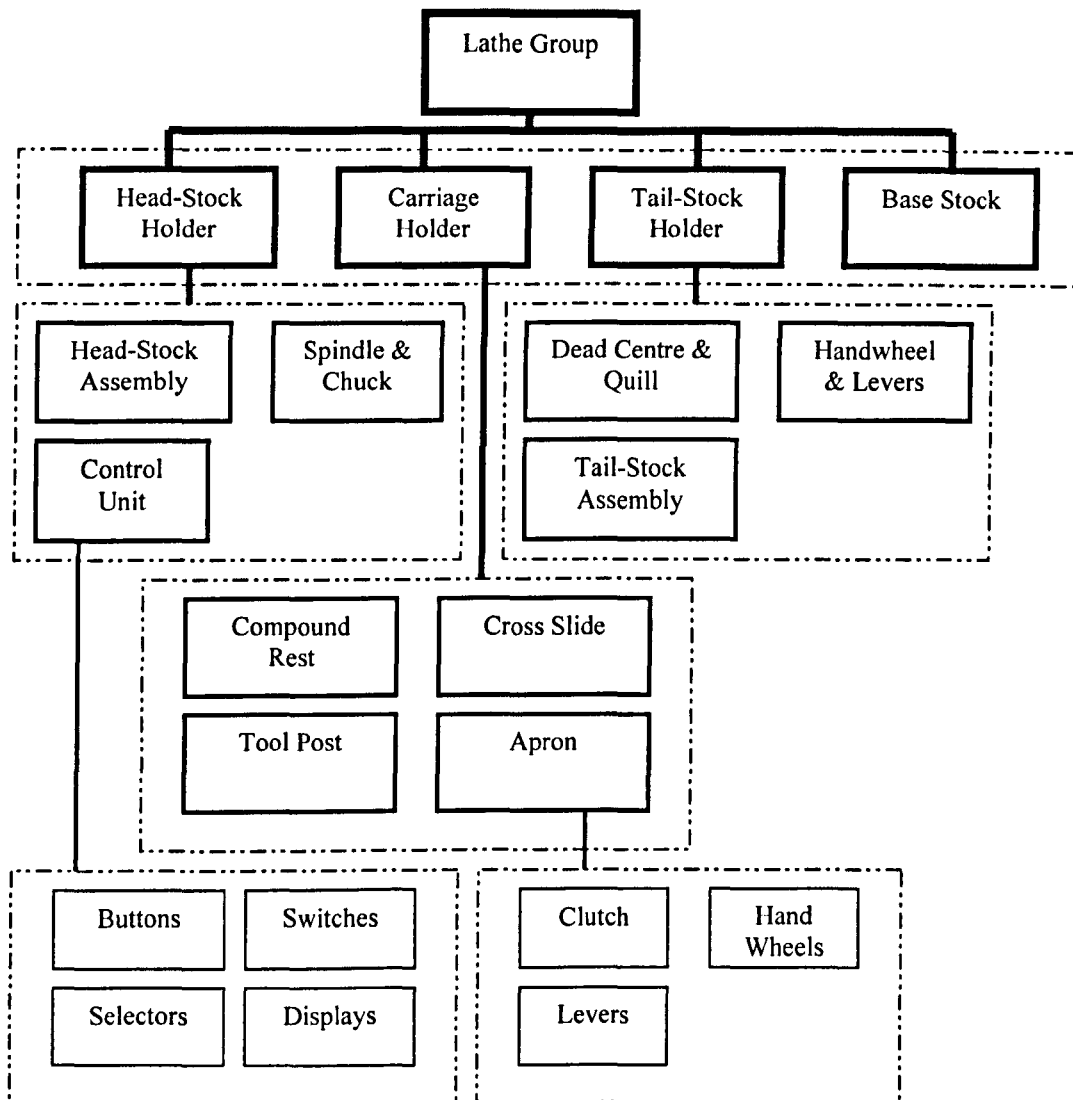 Lathe Group
Head-Stock
Holder
Carriage
Holder
Tail-Stock
Holder
Base Stock
Head-Stock
Assembly
Spindle &
Chuck
Control
Unit
Dead Centre &
Quill
Handwheel
& Levers
Tail-Stock
Assembly
Compound
Rest
Cross Slide
Tool Post
Apron
Buttons
Switches
Selectors
Displays
Clutch
Hand
Wheels
Levers